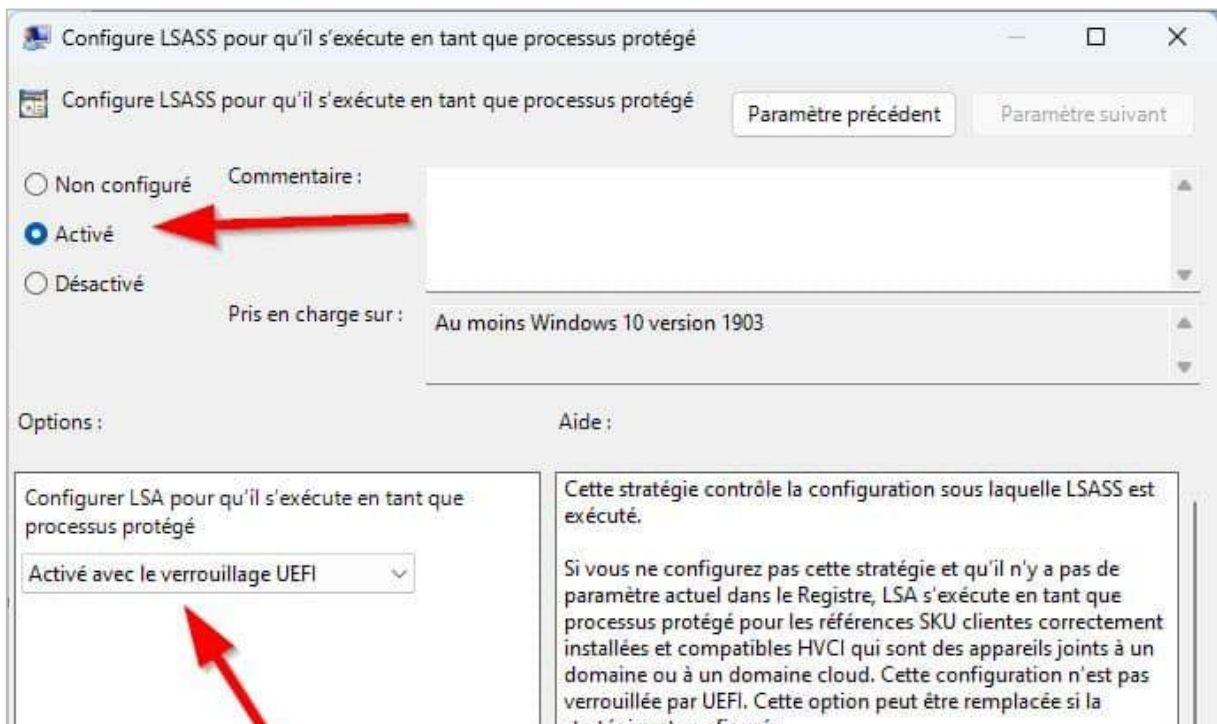 Configure LSASS pour qu'il s'exécute en tant que processus protégé
Configure LSASS pour qu'il s'exécute en tant que processus protégé
Paramètre précédent
Paramètre suivant
Non configuré
Commentaire :
Activé
Désactivé
Pris en charge sur :
Au moins Windows 10 version 1903
Options :
Aide :
Configurer LSA pour qu'il s'exécute en tant que
processus protégé
Activé avec le verrouillage UEFI
Cette stratégie contrôle la configuration sous laquelle LSASS est
exécuté.
Si vous ne configurez pas cette stratégie et qu'il n'y a pas de
paramètre actuel dans le Registre, LSA s'exécute en tant que
processus protégé pour les références SKU clientes correctement
installées et compatibles HVCI qui sont des appareils joints à un
domaine ou à un domaine cloud. Cette configuration n'est pas
verrouillée par UEFI. Cette option peut être remplacée si la